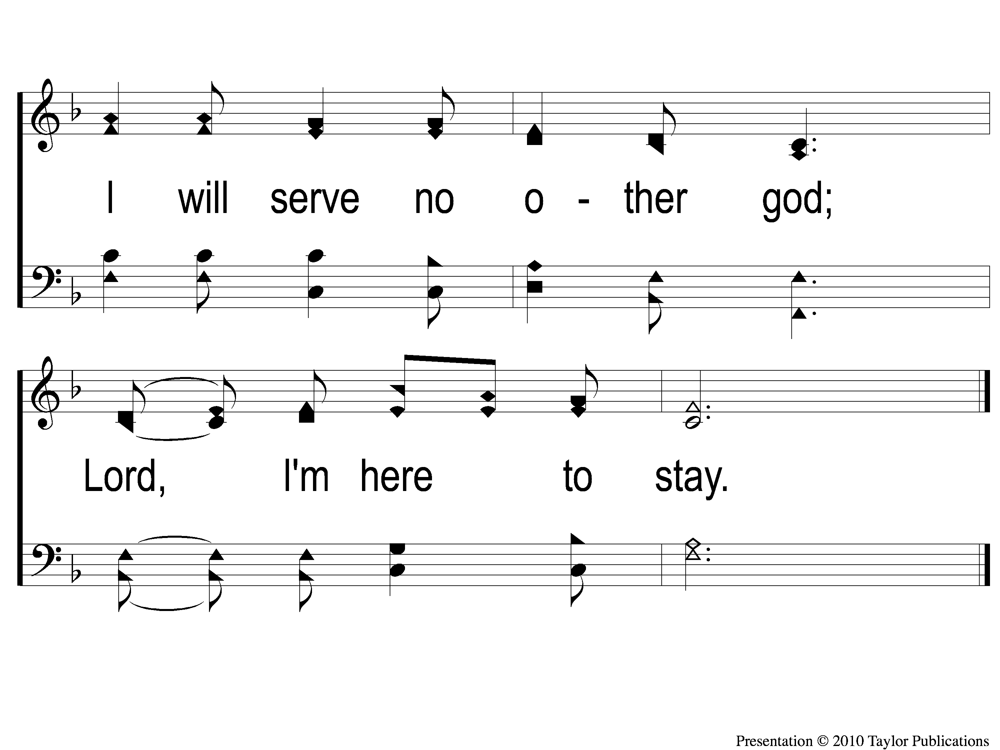 I will serve no o - ther god;
Lord, I'm here to stay.
Presentation © 2010 Taylor Publications